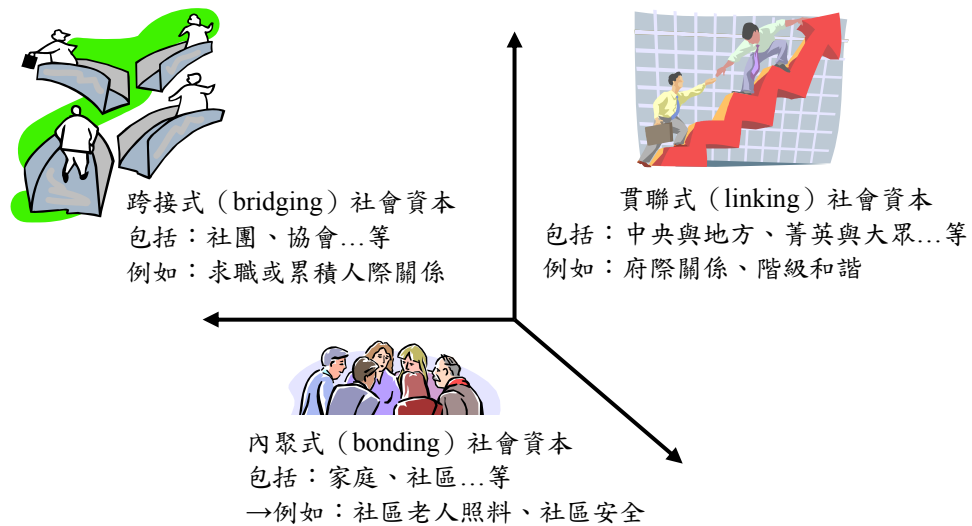 跨接式（bridging）社會資本
包括：社團、協會…等
例如：求職或累積人際關係
貫聯式（linking）社會資本
包括：中央與地方、菁英與大眾…等
例如：府際關係、階級和諧
內聚式（bonding）社會資本
包括：家庭、社區…等
→例如：社區老人照料、社區安全